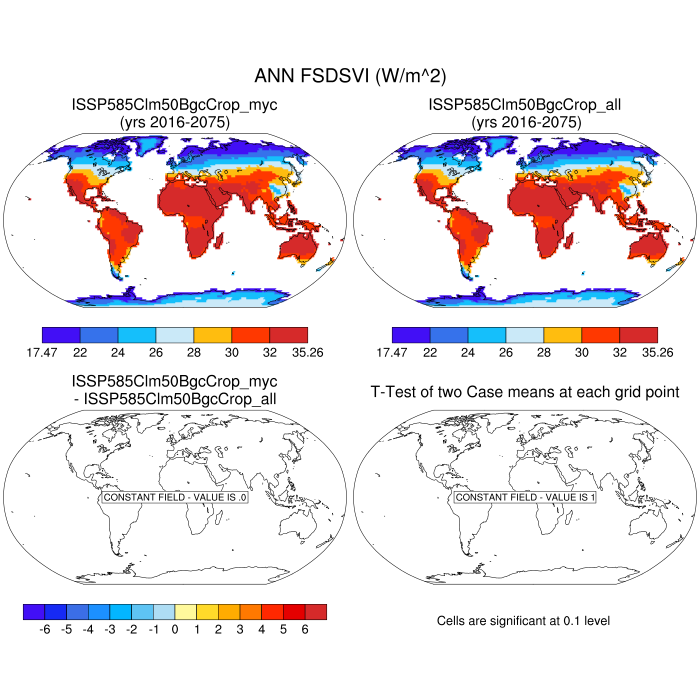 ANN FSDSVI (W/m^2)
ISSP585Clm50BgcCrop_myc
(yrs 2016-2075)
ISSP585Clm50BgcCrop_all
(yrs 2016-2075)
17.47 22 24 26 28 30 32 35.26
17.47 22 24 26 28 30 32 35.26
ISSP585Clm50BgcCrop_myc
- ISSP585Clm50BgcCrop_all
T-Test of two Case means at each grid point
CONSTANT FIELD - VALUE IS .0
CONSTANT FIELD - VALUE IS 1
-6 -5 -4 -3 -2 -1 0 1 2 3 4 5 6
Cells are significant at 0.1 level